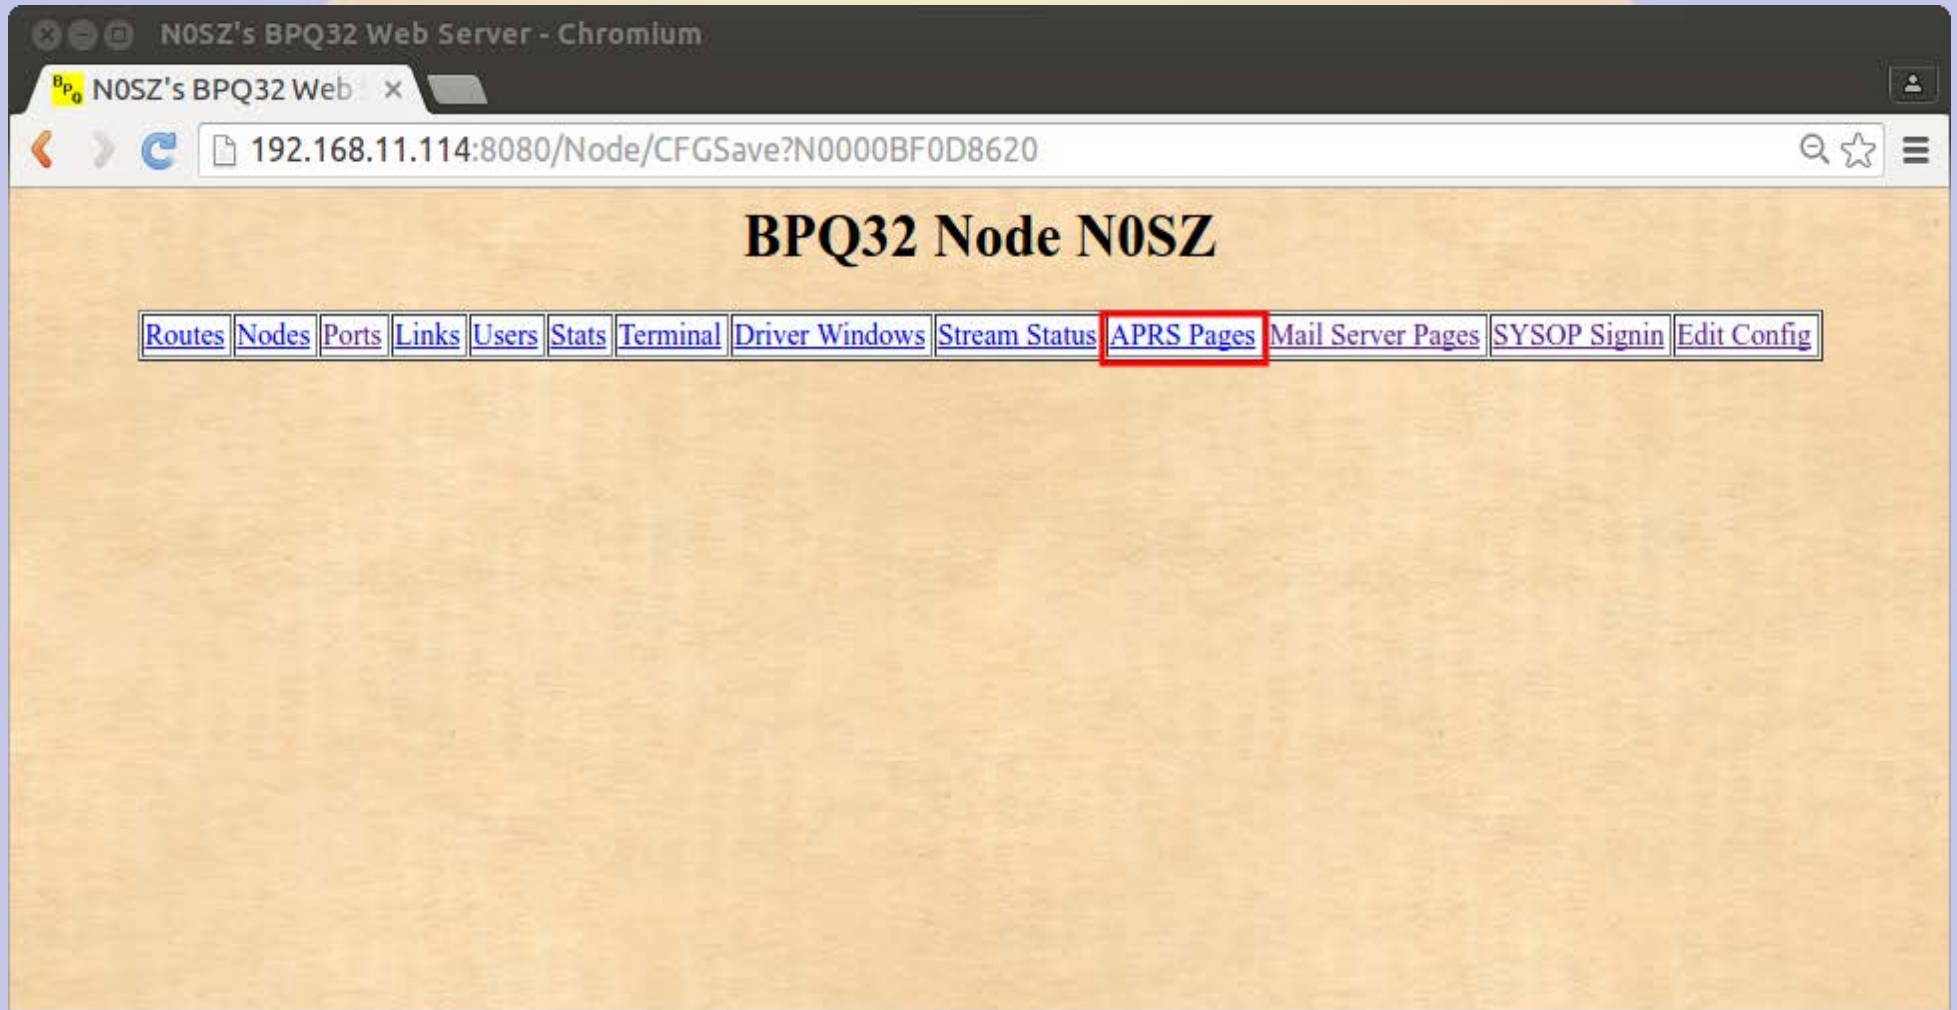 N0SZ's BPQ32 Web Server - Chromium
BPQ N0SZ's BPQ32 Web
192.168.11.114:8080/Node/CFGSave?N0000BF0D8620
BPQ32 Node N0SZ
Routes Nodes Ports Links Users Stats Terminal Driver Windows Stream Status APRS Pages Mail Server Pages SYSOP Signin Edit Config